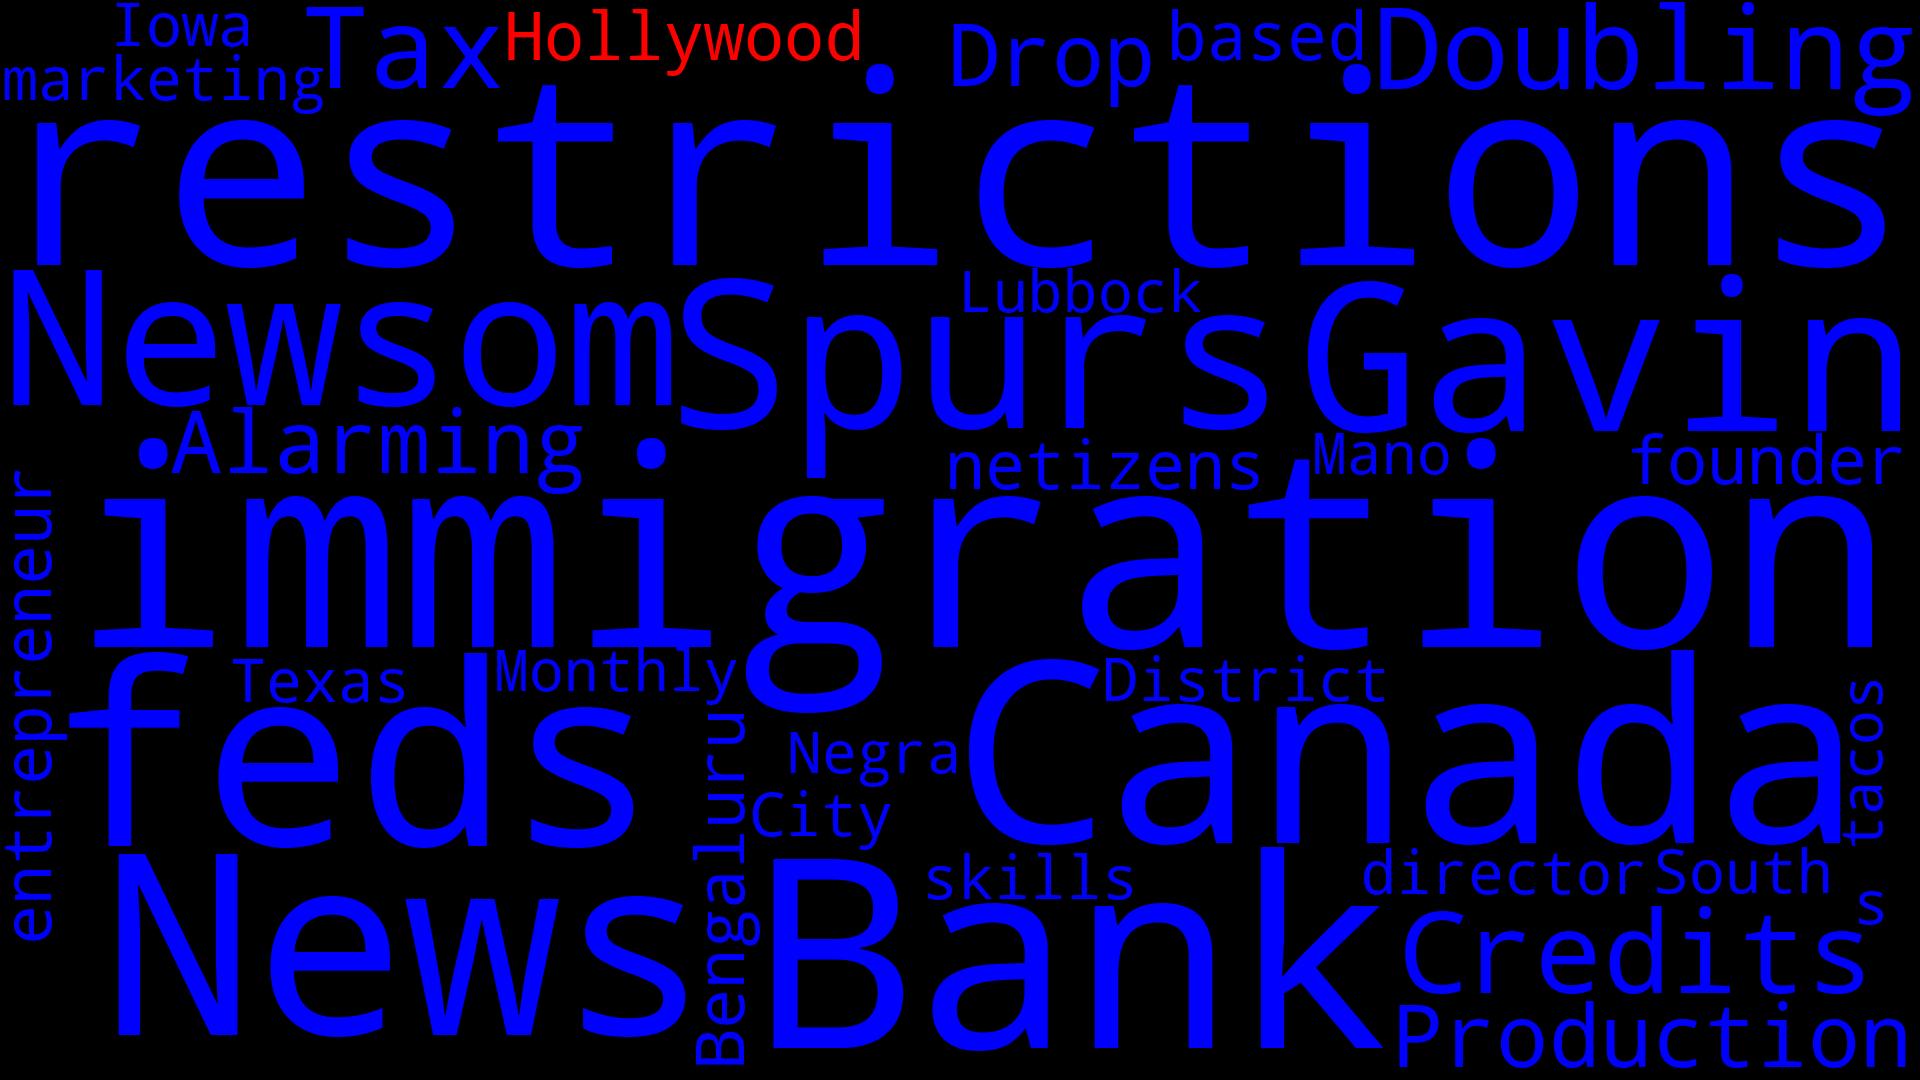 Iowa
Tax
Hollywood
Drop
based
Doubling
marketing
restrictions
Newsom
Spurs
Lubbock
Gavin
Alarming
netizens
Mano
founder
entrepreneur
immigration
feds
Texas
Monthly
District
Canada
tacos
Negra
City
Bengaluru
News
Bank
skills
director
South
s
Credits
Production